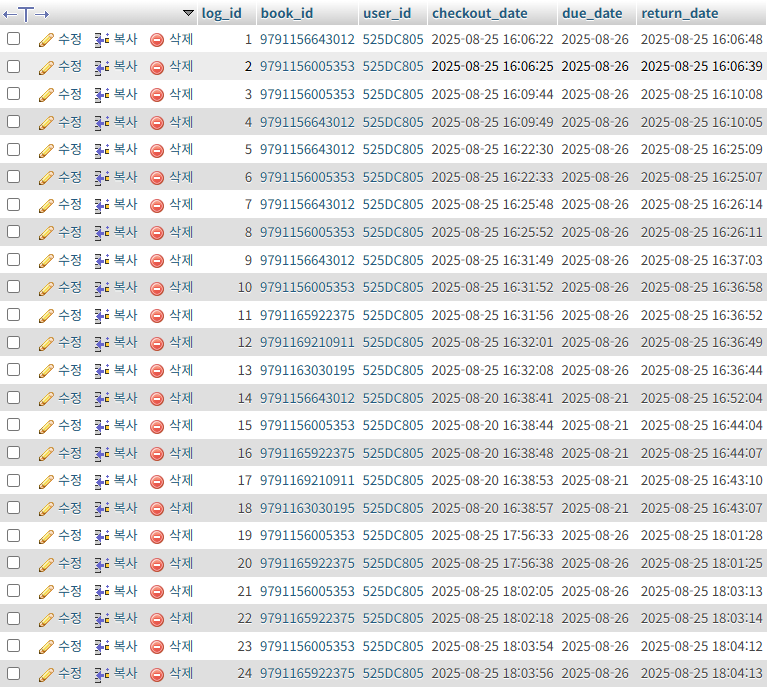 log_id book_id user_id checkout_date due_date return_date
수정 복사 삭제 1 9791156643012 525DC805 2025-08-25 16:06:22 2025-08-26 2025-08-25 16:06:48
수정 복사 삭제 2 9791156005353 525DC805 2025-08-25 16:06:25 2025-08-26 2025-08-25 16:06:39
수정 복사 삭제 3 9791156005353 525DC805 2025-08-25 16:09:44 2025-08-26 2025-08-25 16:10:08
수정 복사 삭제 4 9791156643012 525DC805 2025-08-25 16:09:49 2025-08-26 2025-08-25 16:10:05
수정 복사 삭제 5 9791156643012 525DC805 2025-08-25 16:22:30 2025-08-26 2025-08-25 16:25:09
수정 복사 삭제 6 9791156005353 525DC805 2025-08-25 16:22:33 2025-08-26 2025-08-25 16:25:07
수정 복사 삭제 7 9791156643012 525DC805 2025-08-25 16:25:48 2025-08-26 2025-08-25 16:26:14
수정 복사 삭제 8 9791156005353 525DC805 2025-08-25 16:25:52 2025-08-26 2025-08-25 16:26:11
수정 복사 삭제 9 9791156643012 525DC805 2025-08-25 16:31:49 2025-08-26 2025-08-25 16:37:03
수정 복사 삭제 10 9791156005353 525DC805 2025-08-25 16:31:52 2025-08-26 2025-08-25 16:36:58
수정 복사 삭제 11 9791165922375 525DC805 2025-08-25 16:31:56 2025-08-26 2025-08-25 16:36:52
수정 복사 삭제 12 9791169210911 525DC805 2025-08-25 16:32:01 2025-08-26 2025-08-25 16:36:49
수정 복사 삭제 13 9791163030195 525DC805 2025-08-25 16:32:08 2025-08-26 2025-08-25 16:36:44
수정 복사 삭제 14 9791156643012 525DC805 2025-08-20 16:38:41 2025-08-21 2025-08-25 16:52:04
수정 복사 삭제 15 9791156005353 525DC805 2025-08-20 16:38:44 2025-08-21 2025-08-25 16:44:04
수정 복사 삭제 16 9791165922375 525DC805 2025-08-20 16:38:48 2025-08-21 2025-08-25 16:44:07
수정 복사 삭제 17 9791169210911 525DC805 2025-08-20 16:38:53 2025-08-21 2025-08-25 16:43:10
수정 복사 삭제 18 9791163030195 525DC805 2025-08-20 16:38:57 2025-08-21 2025-08-25 16:43:07
수정 복사 삭제 19 9791156005353 525DC805 2025-08-25 17:56:33 2025-08-26 2025-08-25 18:01:28
수정 복사 삭제 20 9791165922375 525DC805 2025-08-25 17:56:38 2025-08-26 2025-08-25 18:01:25
수정 복사 삭제 21 9791156005353 525DC805 2025-08-25 18:02:05 2025-08-26 2025-08-25 18:03:13
수정 복사 삭제 22 9791165922375 525DC805 2025-08-25 18:02:18 2025-08-26 2025-08-25 18:03:14
수정 복사 삭제 23 9791156005353 525DC805 2025-08-25 18:03:54 2025-08-26 2025-08-25 18:04:12
수정 복사 삭제 24 9791165922375 525DC805 2025-08-25 18:03:56 2025-08-26 2025-08-25 18:04:13